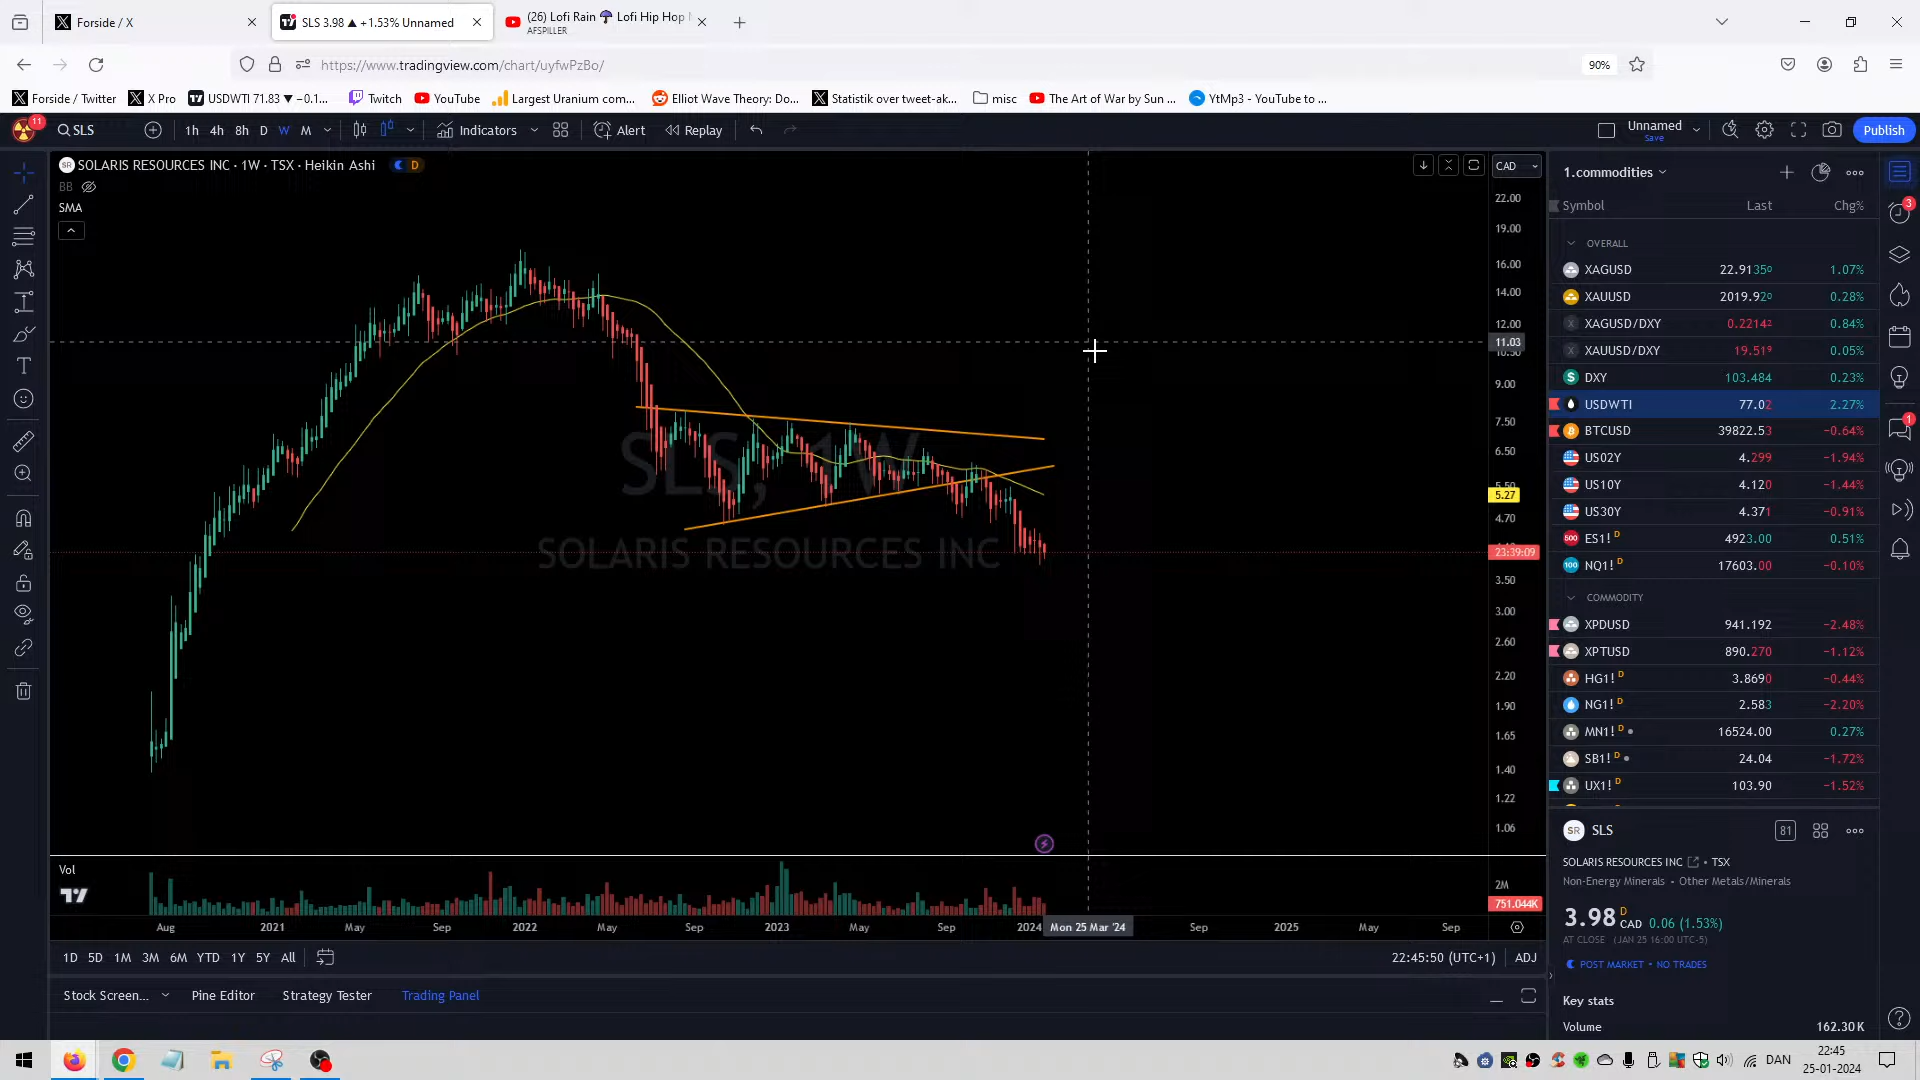 Forside / X
SLS 3.98 ▲ +1.53% Unnamed
(26) Lofi Rain ☂ Lofi Hip Hop
AFSPILLER
https://www.tradingview.com/chart/uyfwPzBo/
90%
Forside / Twitter
X Pro
USDWTI 71.83 ▼ −0.1...
Twitch
YouTube
Largest Uranium com...
Elliot Wave Theory: Do...
Statistik over tweet-ak...
misc
The Art of War by Sun ...
YtMp3 - YouTube to ...
11
SLS
1h 4h 8h D W M
Indicators
Alert
Replay
Unnamed
Save
Publish
SOLARIS RESOURCES INC · 1W · TSX · Heikin Ashi
D
BB
SMA
CAD
22.00
19.00
16.00
14.00
12.00
11.03
10.50
9.00
7.50
6.50
5.50
5.27
4.70
23:39:09
3.50
3.00
2.60
2.20
1.90
1.65
1.40
1.22
1.06
SLS, 1W
SOLARIS RESOURCES INC
Vol
2M
751.044K
Aug 2021 May Sep 2022 May Sep 2023 May Sep 2024 Mon 25 Mar '24 Sep 2025 May Sep
1D 5D 1M 3M 6M YTD 1Y 5Y All
22:45:50 (UTC+1) ADJ
Stock Screen... Pine Editor Strategy Tester Trading Panel
1.commodities
3
1
Symbol Last Chg%
OVERALL
XAGUSD 22.9135⁰ 1.07%
XAUUSD 2019.92⁰ 0.28%
XAGUSD/DXY 0.2214² 0.84%
XAUUSD/DXY 19.51⁹ 0.05%
DXY 103.484 0.23%
USDWTI 77.02 2.27%
BTCUSD 39822.53 −0.64%
US02Y 4.299 −1.94%
US10Y 4.120 −1.44%
US30Y 4.371 −0.91%
500 ES1! D 4923.00 0.51%
100 NQ1! D 17603.00 −0.10%
COMMODITY
XPDUSD 941.192 −2.48%
XPTUSD 890.270 −1.12%
HG1! D 3.8690 −0.44%
NG1! D 2.583 −2.20%
MN1! D 16524.00 0.27%
SB1! D 24.04 −1.72%
UX1! D 103.90 −1.52%
SR SLS
81
SOLARIS RESOURCES INC • TSX
Non-Energy Minerals • Other Metals/Minerals
3.98 D CAD 0.06 (1.53%)
AT CLOSE (JAN 25 16:00 UTC-5)
POST MARKET • NO TRADES
Key stats
Volume 162.30K
DAN
22:45
25-01-2024